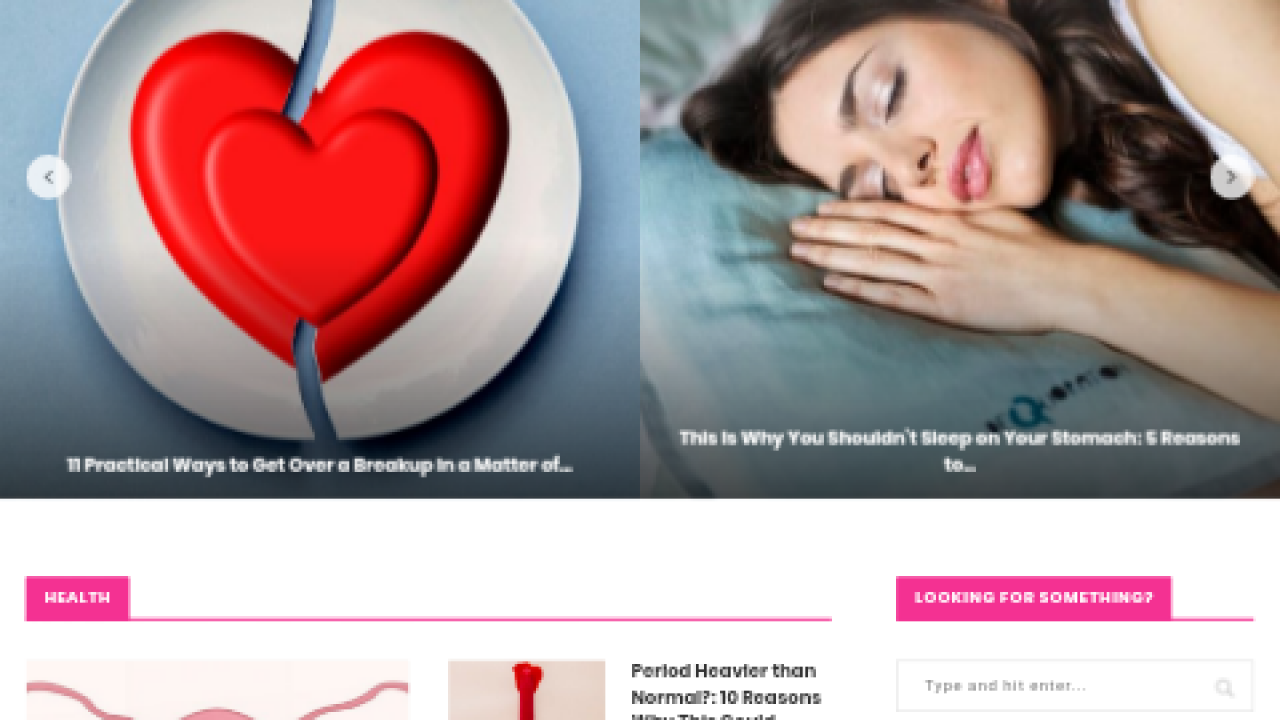 11 Practical Ways to Get Over a Breakup In a Matter of...
This Is Why You Shouldn't Sleep on Your Stomach: 5 Reasons
to...
HEALTH
LOOKING FOR SOMETHING?
Period Heavier than
Normal?: 10 Reasons
Why This Could
Type and hit enter...